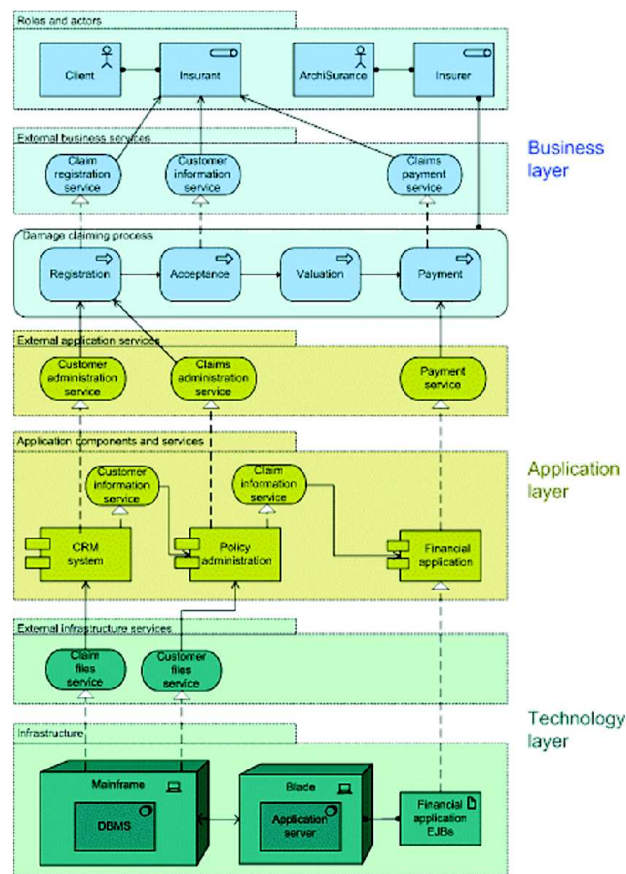 Roles and actors
Client
Insurant
ArchiSurance
Insurer
External business services
Claim
registration
service
Customer
information
service
Claims
payment
service
Business
layer
Damage claiming process
Registration
Acceptance
Valuation
Payment
External application services
Customer
administration
service
Claims
administration
service
Payment
service
Application components and services
Customer
information
service
Claim
information
service
Application
layer
CRM
system
Policy
administration
Financial
application
External infrastructure services
Claim
files
service
Customer
files
service
Technology
layer
Infrastructure
Mainframe
DBMS
Blade
Application
server
Financial
application
EJBs